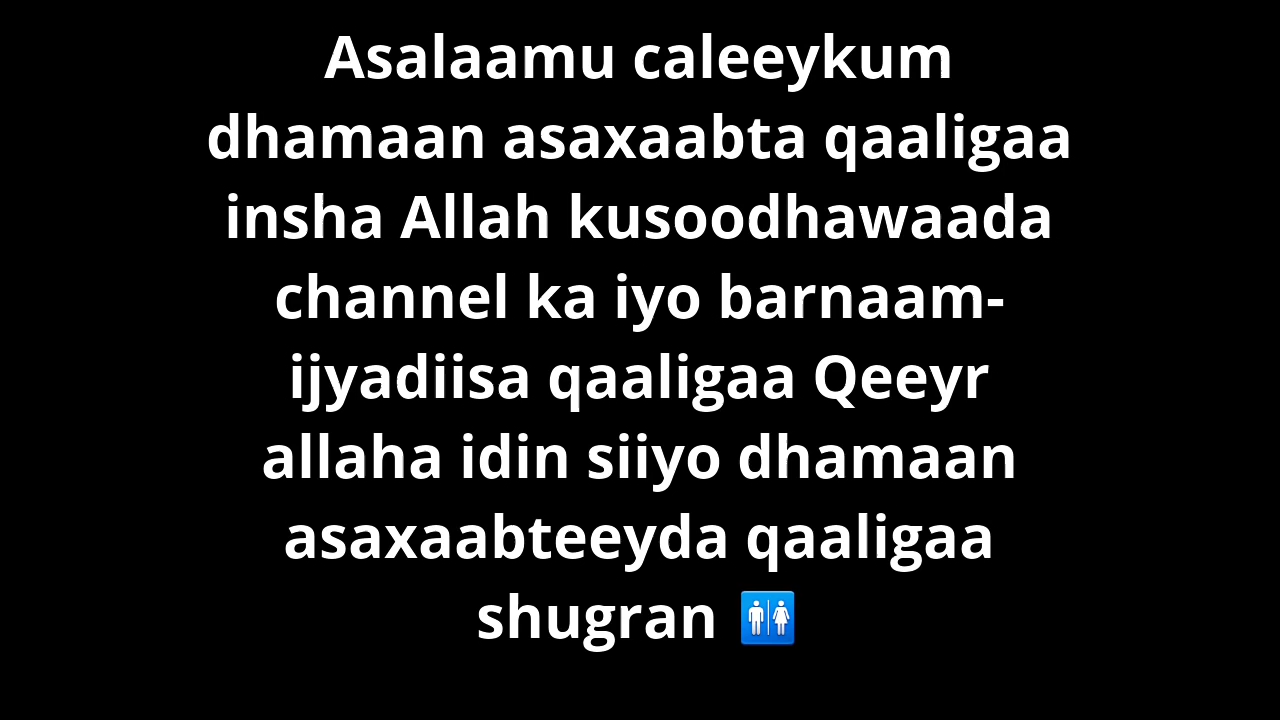 Asalaamu caleeykum
dhamaan asaxaabta qaaligaa
insha Allah kusoodhawaada
channel ka iyo barnaam-
ijyadiisa qaaligaa Qeeyr
allaha idin siiyo dhamaan
asaxaabteeyda qaaligaa
shugran 🚻